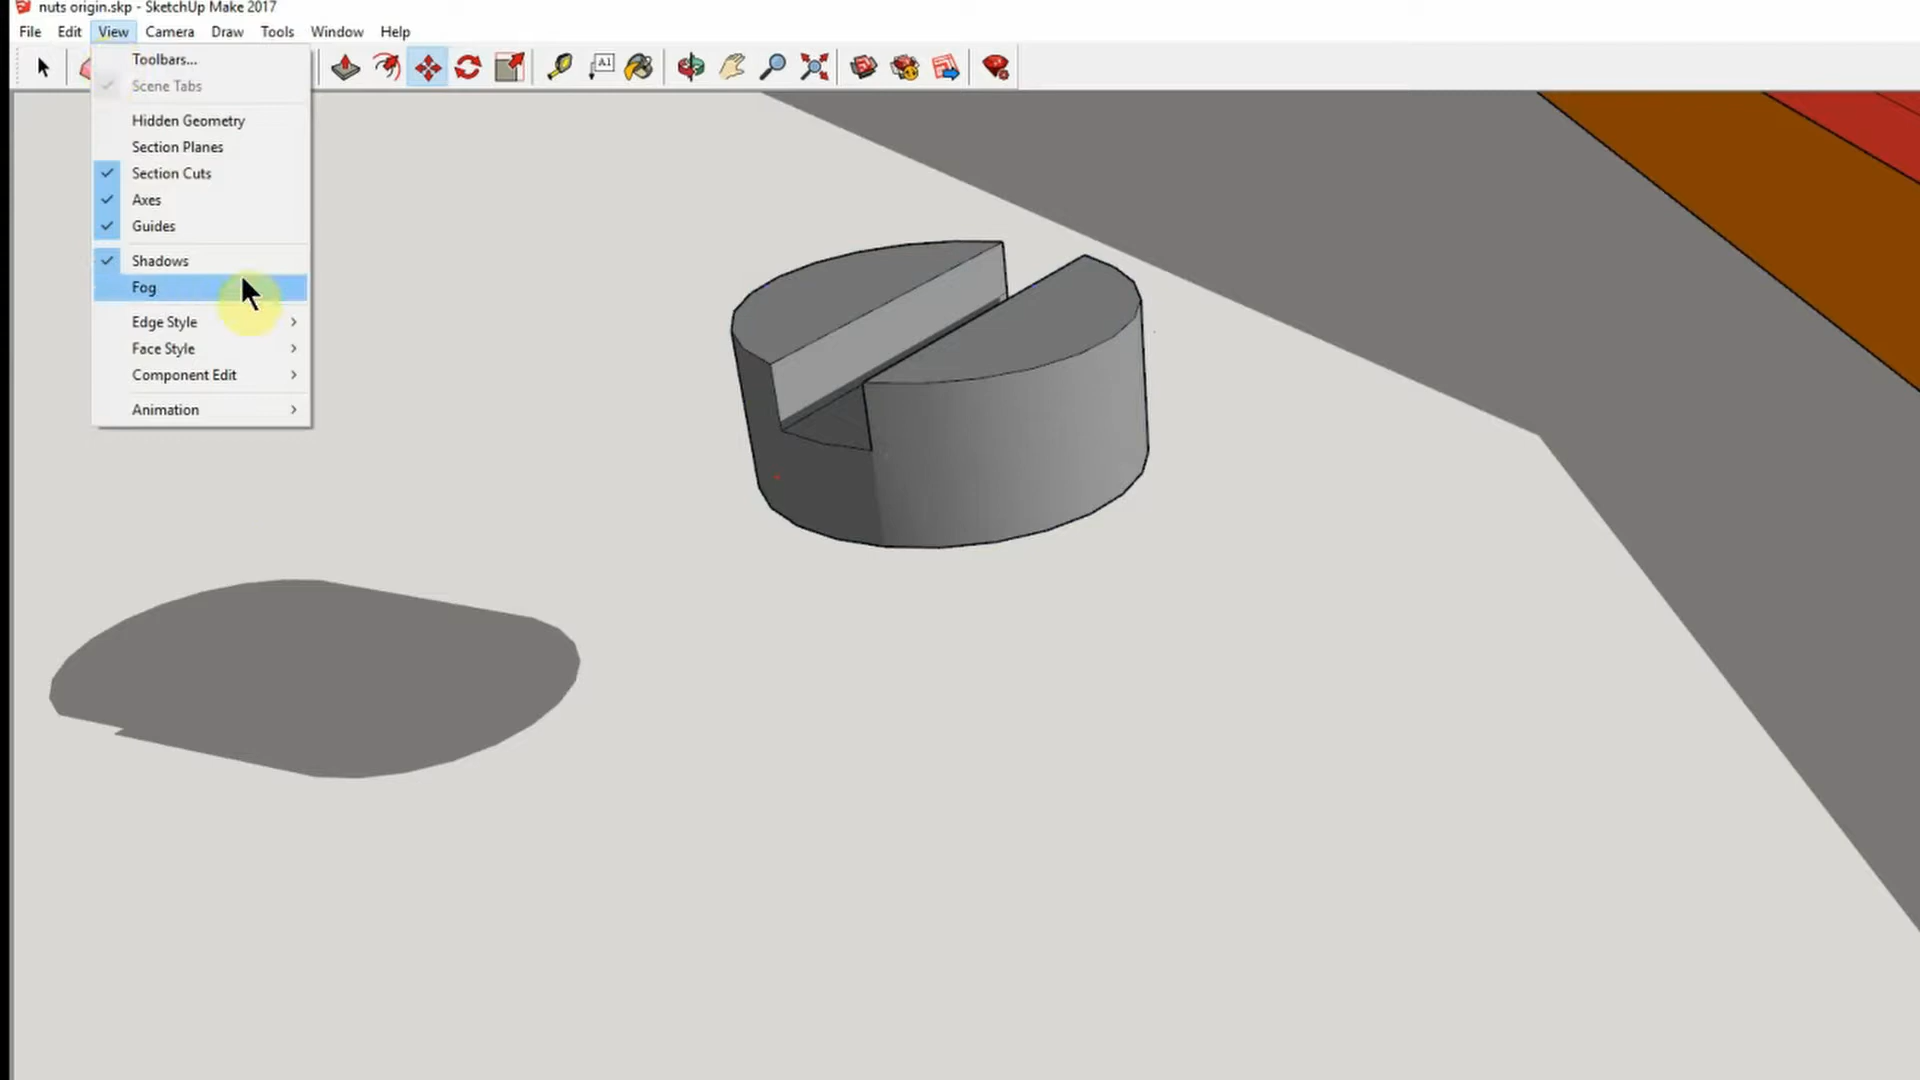 nuts origin.skp - SketchUp Make 2017
File Edit View Camera Draw Tools Window Help
Toolbars...
Scene Tabs
Hidden Geometry
Section Planes
Section Cuts
Axes
Guides
Shadows
Fog
Edge Style
Face Style
Component Edit
Animation
A1